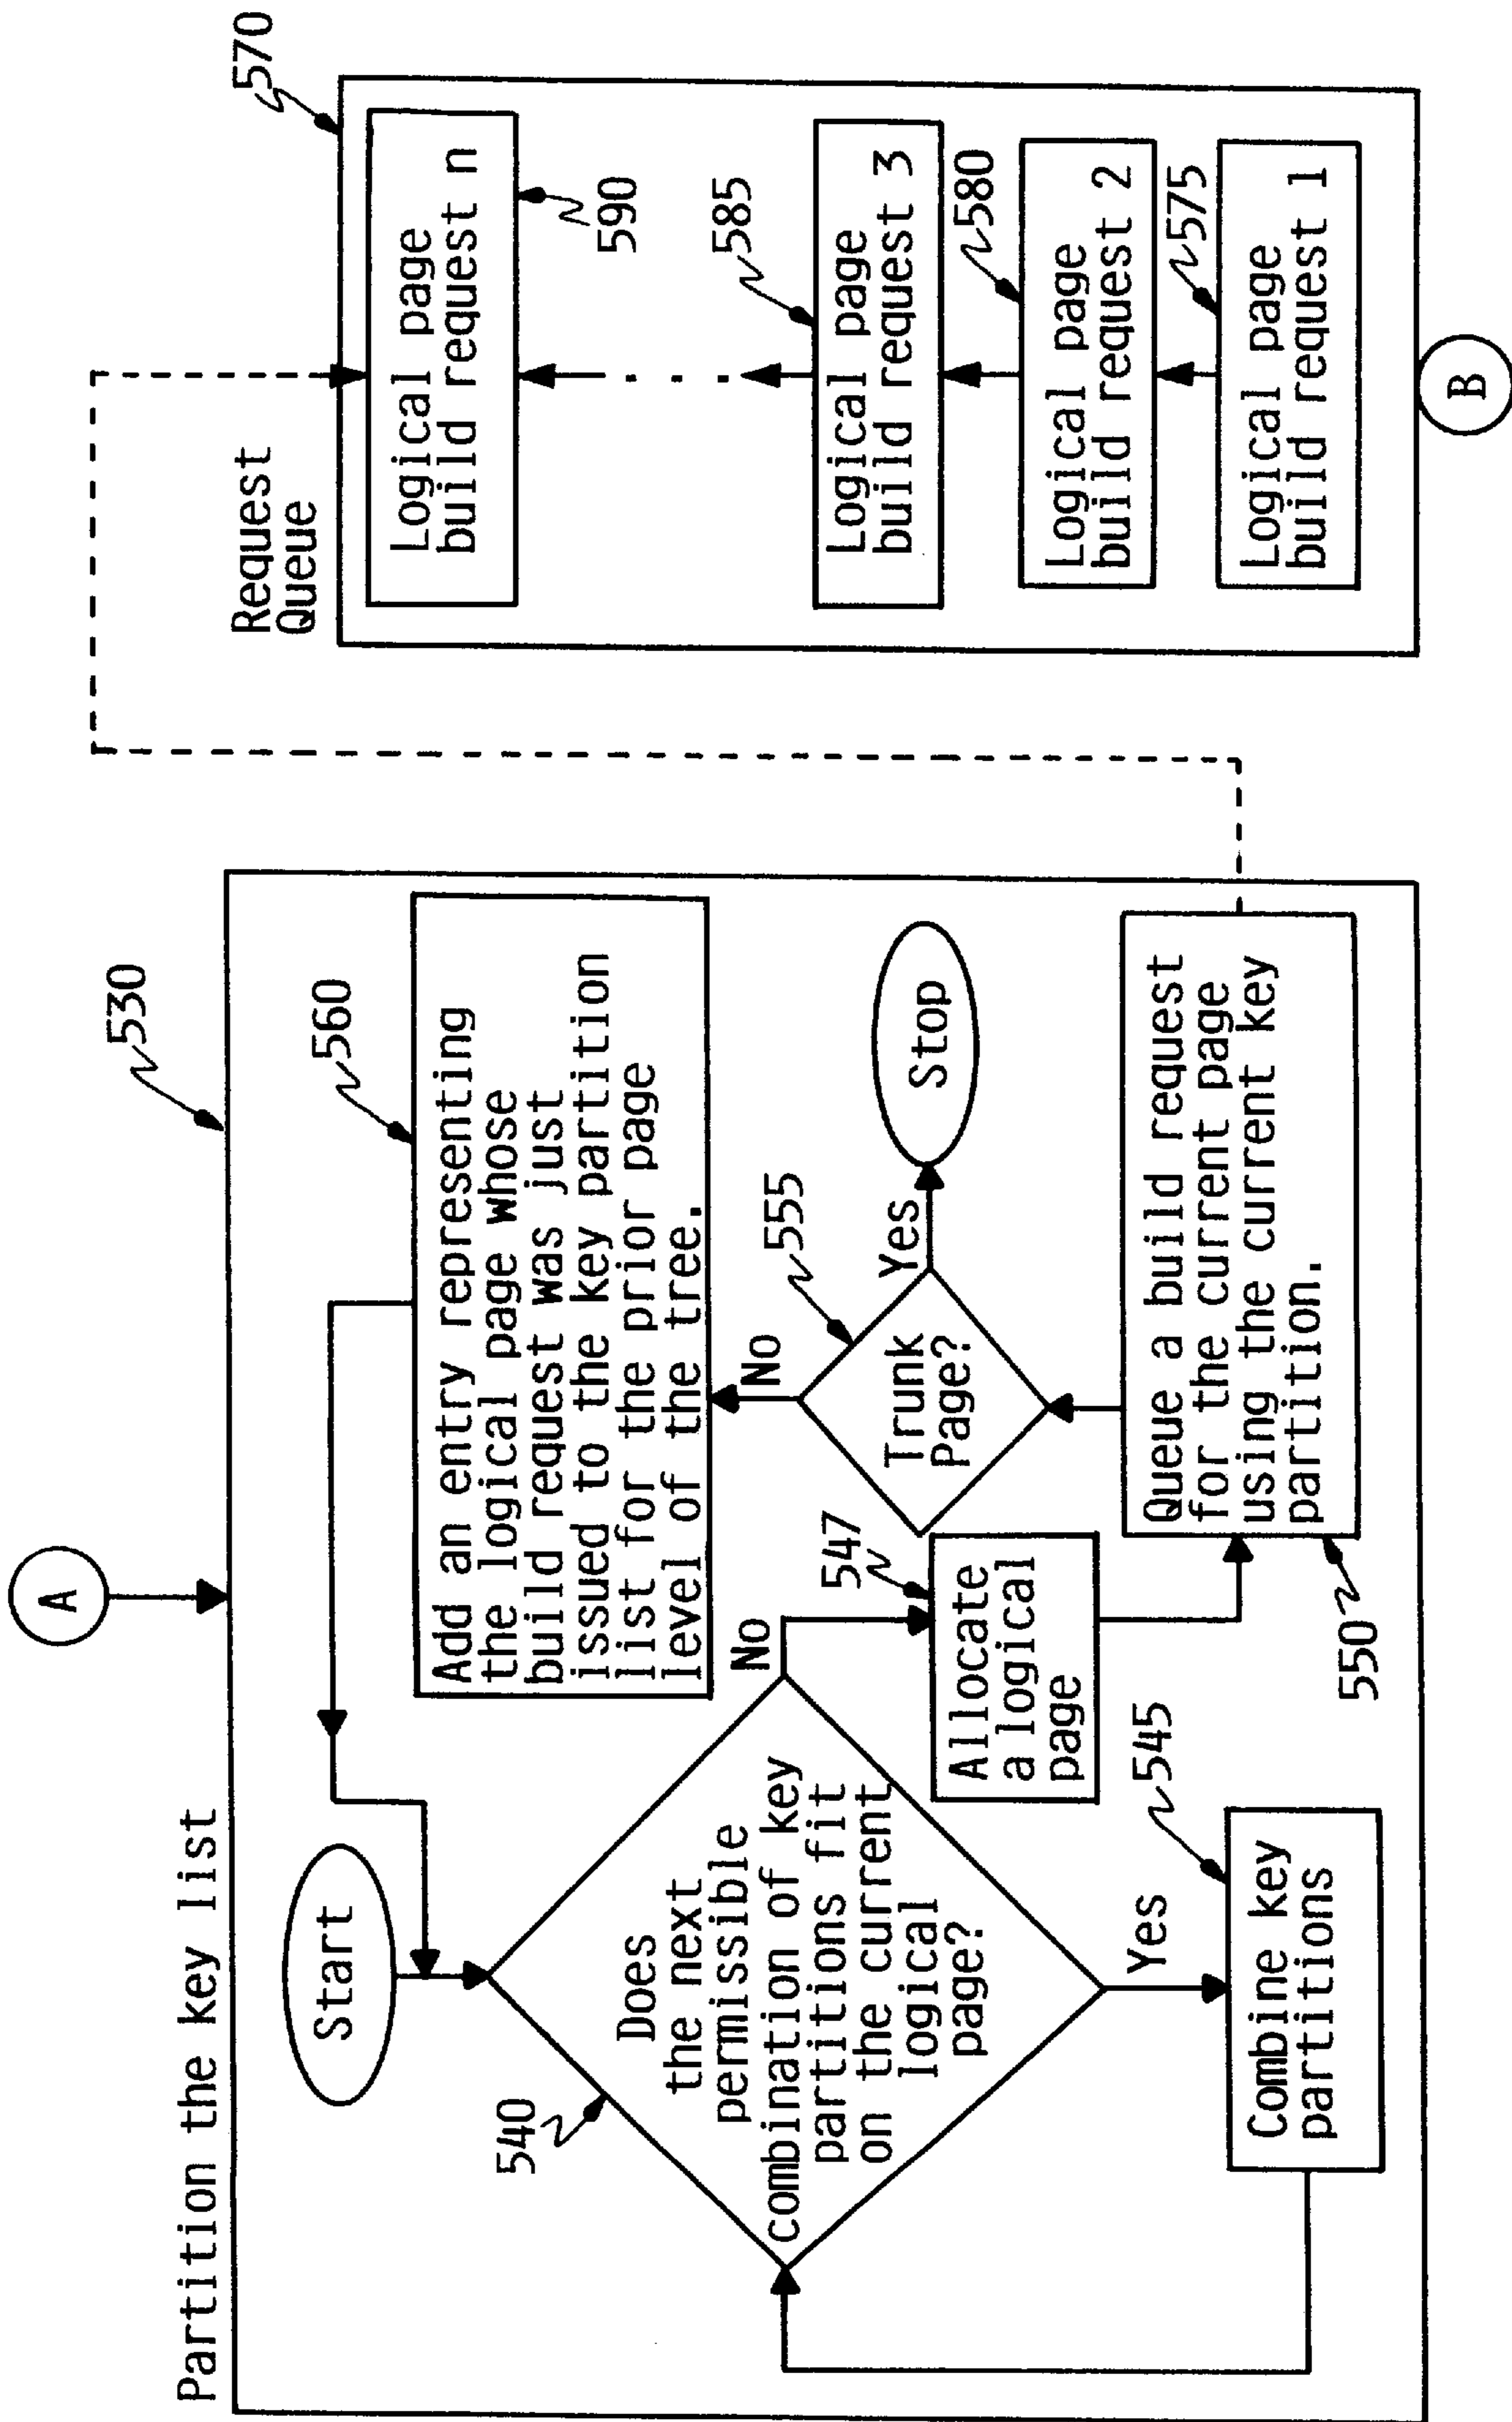 A
Partition the key list
530
Start
540
Does
the next
permissible
combination of key
partitions fit
on the current
logical
page?
Yes
No
545
Combine key
partitions
547
Allocate
a logical
page
550
Queue a build request
for the current page
using the current key
partition.
555
Trunk
Page?
Yes
No
Stop
560
Add an entry representing
the logical page whose
build request was just
issued to the key partition
list for the prior page
level of the tree.
Request
Queue
570
Logical page
build request n
590
. . .
585
Logical page
build request 3
580
Logical page
build request 2
575
Logical page
build request 1
B